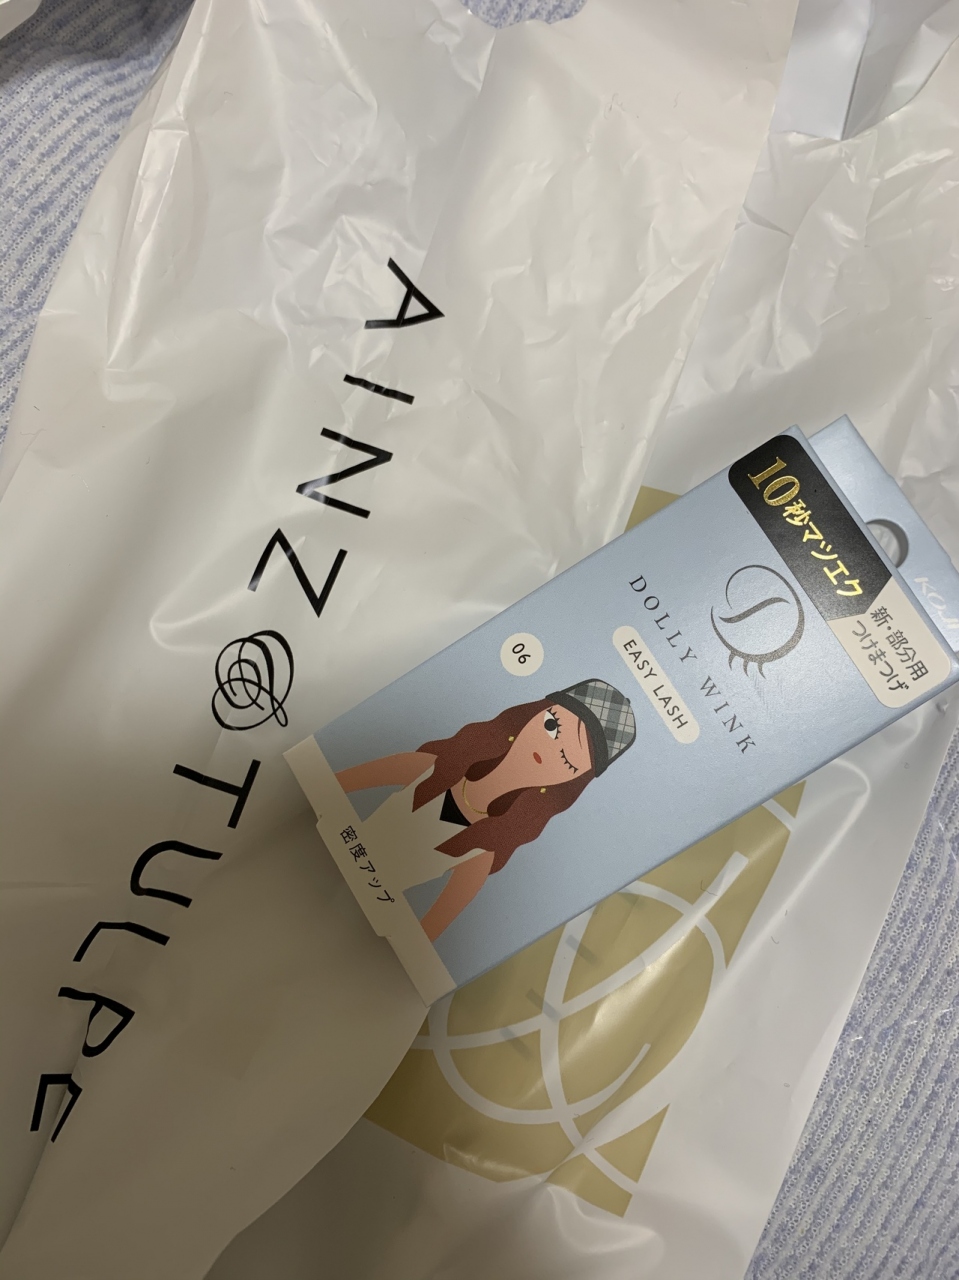 AINZ & TULPE
10秒マツエク
新・部分用
つけまつげ
KOJI
D
DOLLY WINK
EASY LASH
06
密度アップ